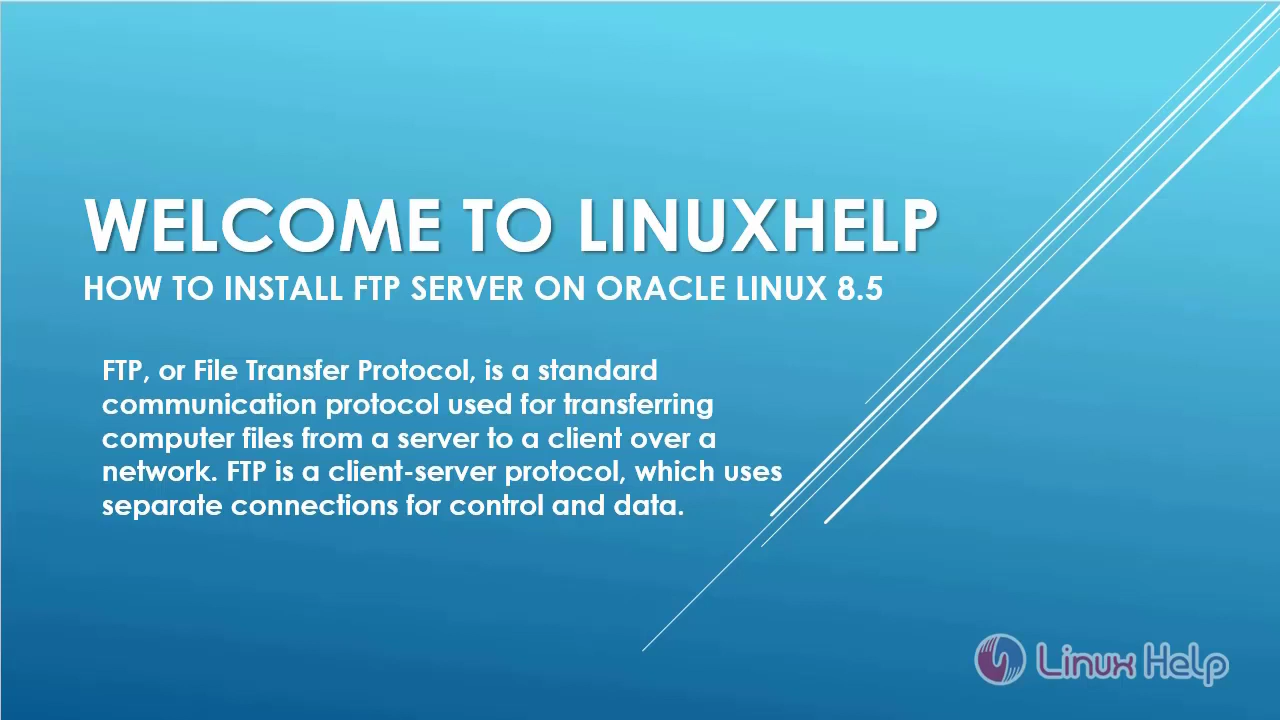 WELCOME TO LINUXHELP
HOW TO INSTALL FTP SERVER ON ORACLE LINUX 8.5
FTP, or File Transfer Protocol, is a standard
communication protocol used for transferring
computer files from a server to a client over a
network. FTP is a client-server protocol, which uses
separate connections for control and data.
Linux Help